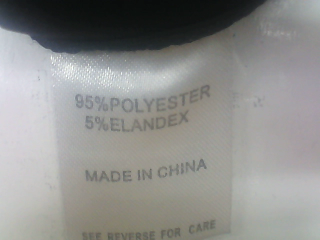 95%POLYESTER
5%ELANDEX
MADE IN CHINA
SEE REVERSE FOR CARE